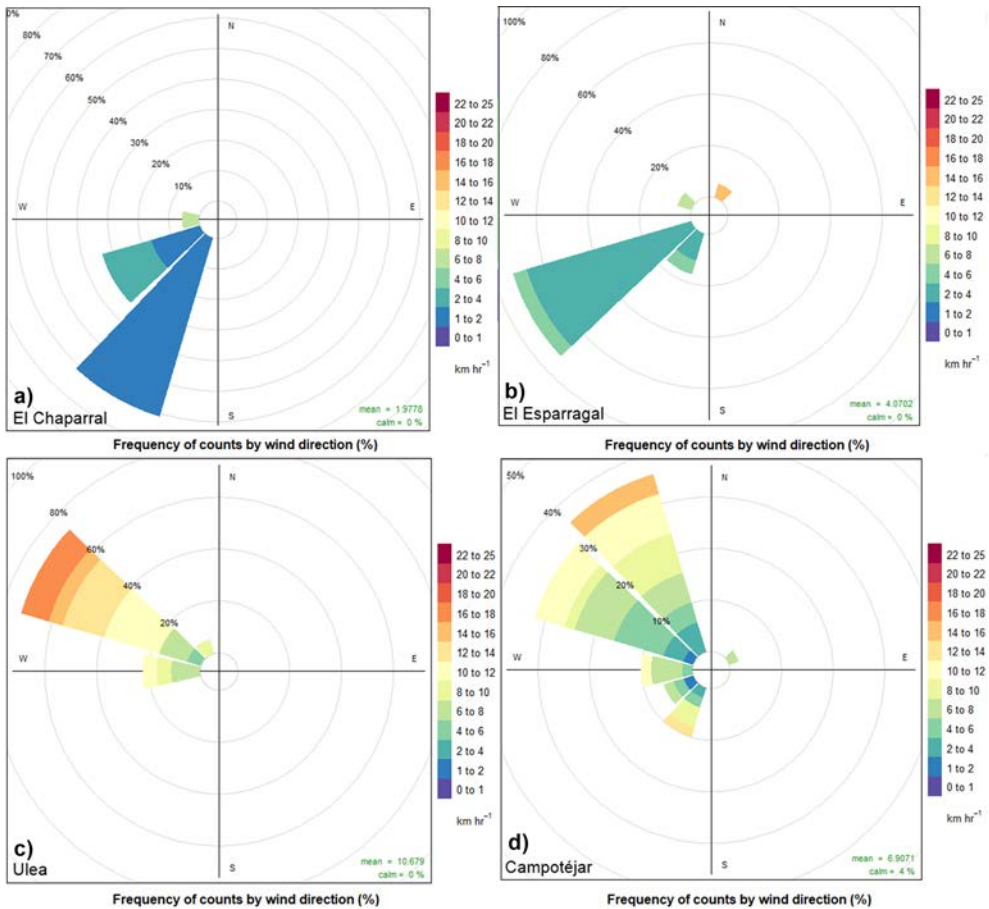 0%
80%
70%
60%
50%
40%
30%
20%
10%
N
W
E
S
22 to 25
20 to 22
18 to 20
16 to 18
14 to 16
12 to 14
10 to 12
8 to 10
6 to 8
4 to 6
2 to 4
1 to 2
0 to 1
km hr⁻¹
a)
El Chaparral
mean = 1.9778
calm = 0 %
Frequency of counts by wind direction (%)
100%
80%
60%
40%
20%
N
W
E
S
22 to 25
20 to 22
18 to 20
16 to 18
14 to 16
12 to 14
10 to 12
8 to 10
6 to 8
4 to 6
2 to 4
1 to 2
0 to 1
km hr⁻¹
b)
El Esparragal
mean = 4.0702
calm = 0 %
Frequency of counts by wind direction (%)
100%
80%
60%
40%
20%
N
W
E
S
22 to 25
20 to 22
18 to 20
16 to 18
14 to 16
12 to 14
10 to 12
8 to 10
6 to 8
4 to 6
2 to 4
1 to 2
0 to 1
km hr⁻¹
c)
Ulea
mean = 10.679
calm = 0 %
Frequency of counts by wind direction (%)
50%
40%
30%
20%
10%
N
W
E
S
22 to 25
20 to 22
18 to 20
16 to 18
14 to 16
12 to 14
10 to 12
8 to 10
6 to 8
4 to 6
2 to 4
1 to 2
0 to 1
km hr⁻¹
d)
Campotéjar
mean = 6.9071
calm = .4 %
Frequency of counts by wind direction (%)